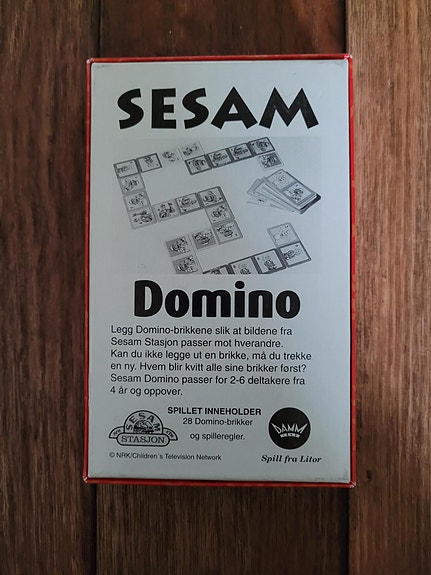 SESAM
Domino
Legg Domino-brikkene slik at bildene fra
Sesam Stasjon passer mot hverandre.
Kan du ikke legge ut en brikke, må du trekke
en ny. Hvem blir kvitt alle sine brikker først?
Sesam Domino passer for 2-6 deltakere fra
4 år og oppover.
SPILLET INNEHOLDER
28 Domino-brikker
og spilleregler.
SESAM
STASJON
DAMM
© NRK/Children´s Television Network
Spill fra Litor